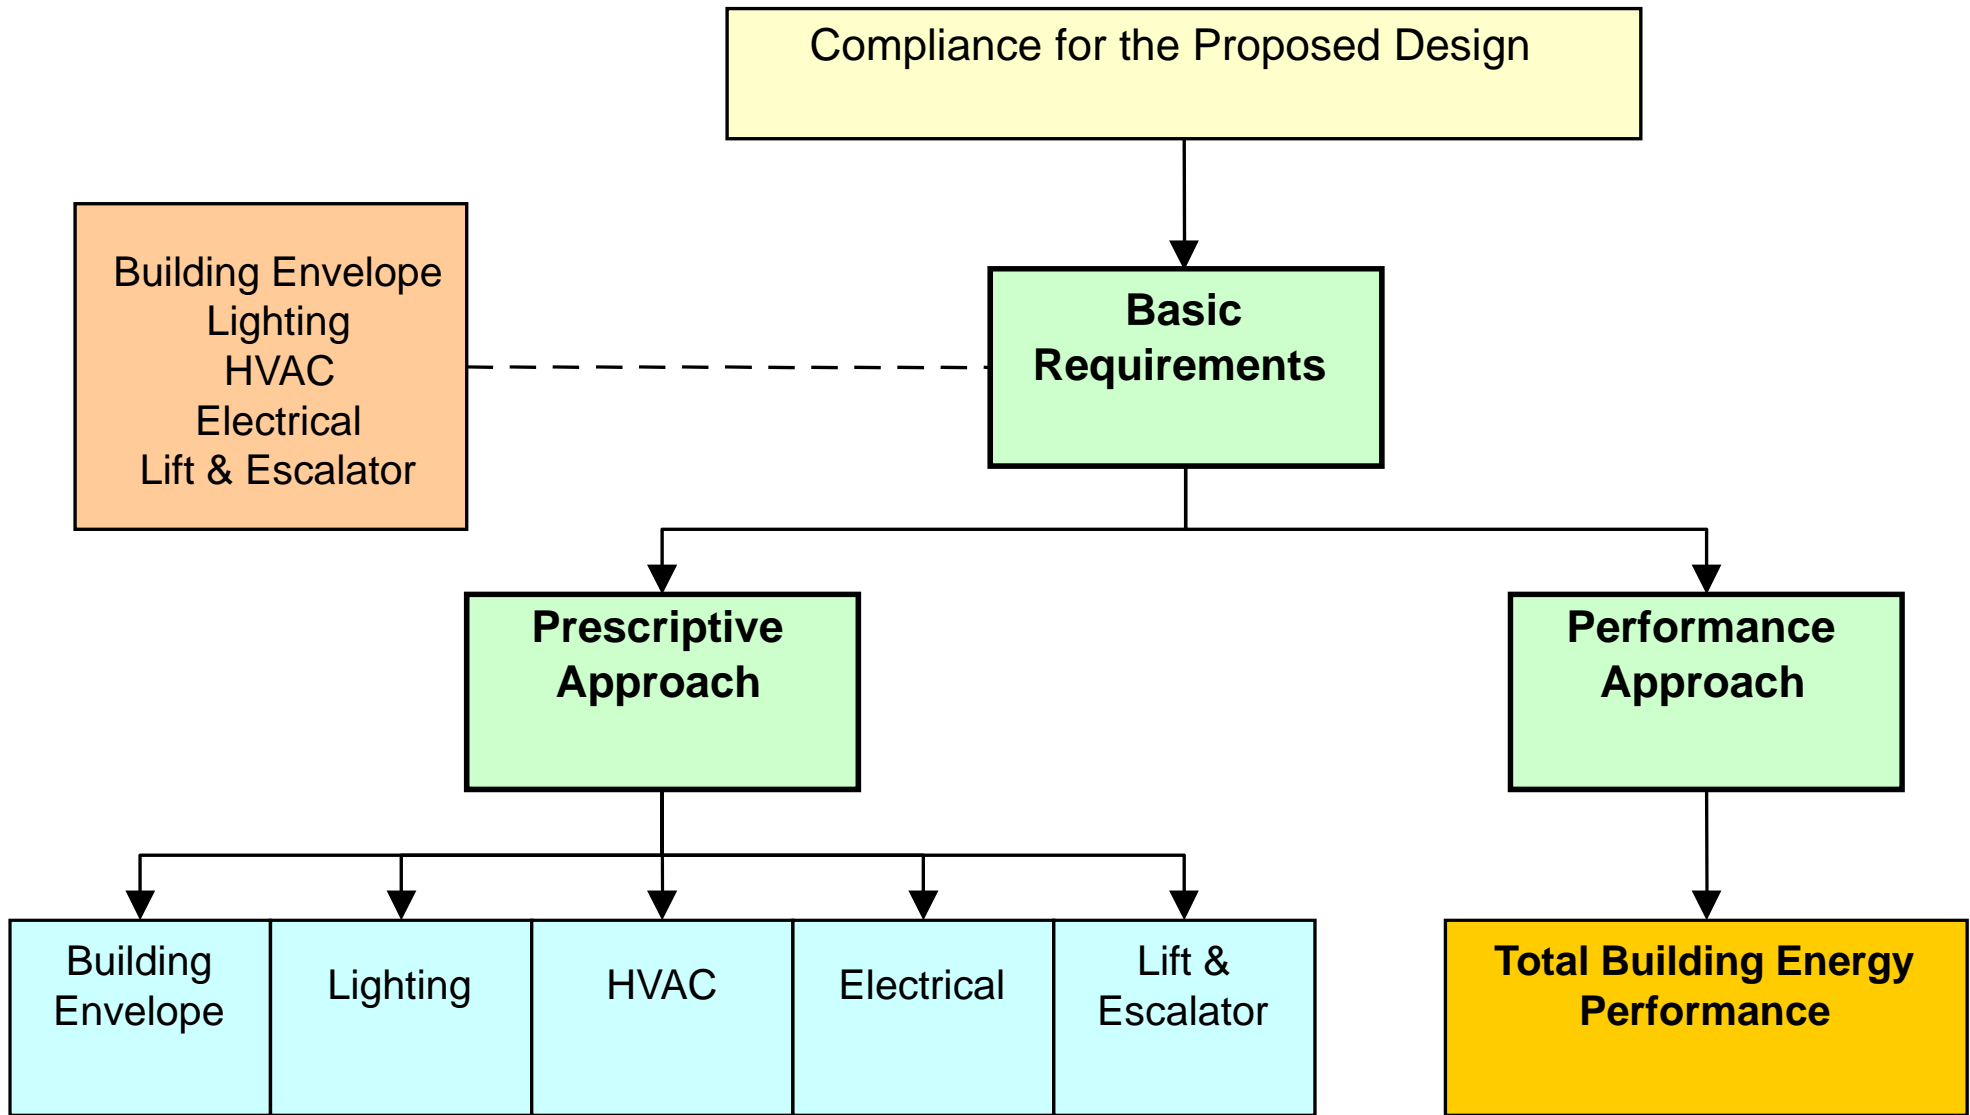 Compliance for the Proposed Design
Building Envelope
Lighting
HVAC
Electrical
Lift & Escalator
Basic
Requirements
Prescriptive
Approach
Performance
Approach
Building
Envelope
Lighting
HVAC
Electrical
Lift &
Escalator
Total Building Energy
Performance